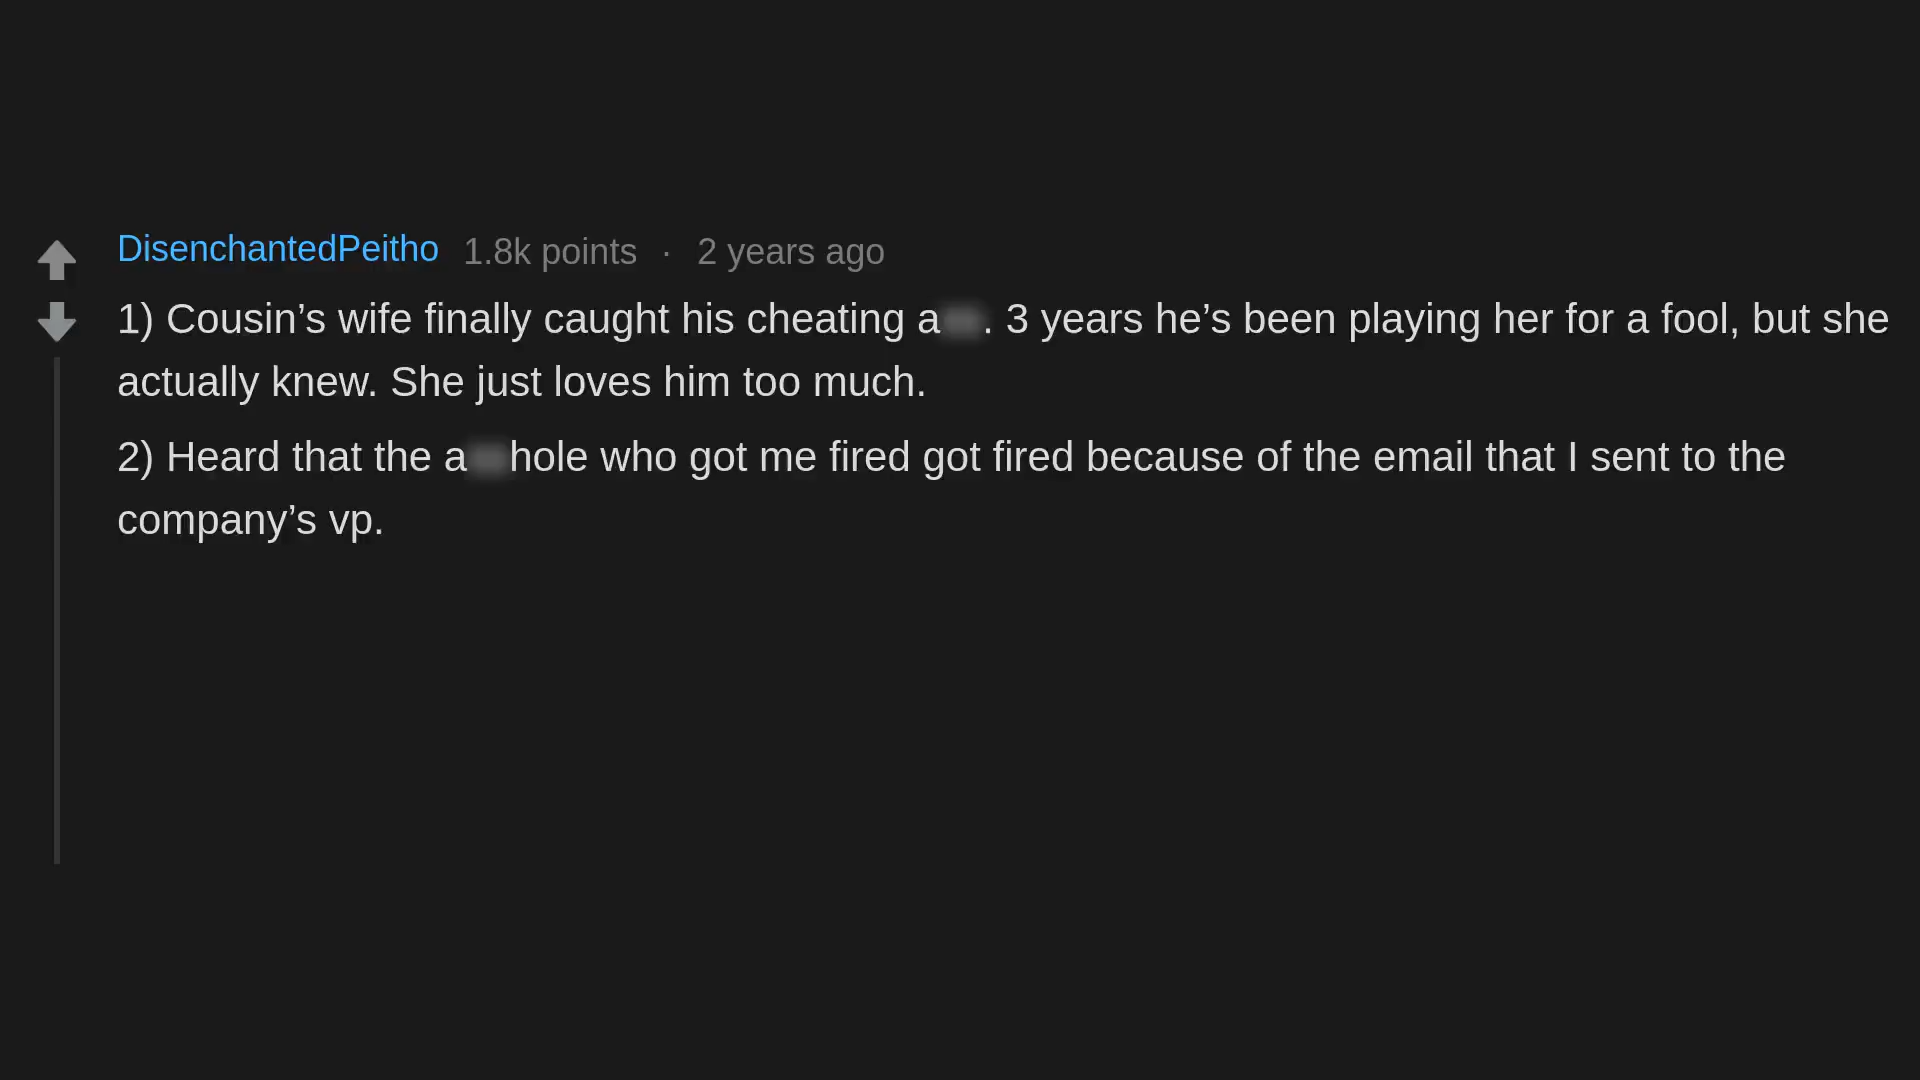 DisenchantedPeitho 1.8k points · 2 years ago
1) Cousin’s wife finally caught his cheating a. 3 years he’s been playing her for a fool, but she
actually knew. She just loves him too much.
2) Heard that the a hole who got me fired got fired because of the email that I sent to the
company’s vp.